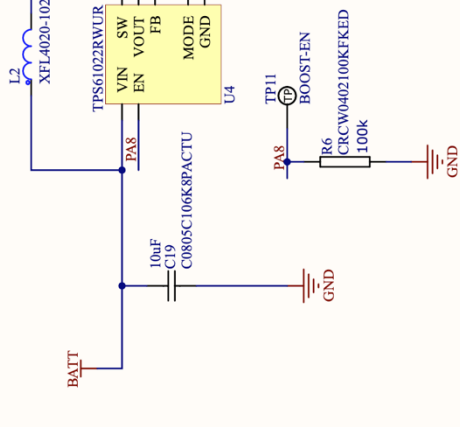 L2
XFL4020-102
TPS61022RWUR
VIN
SW
EN
VOUT
FB
MODE
GND
U4
PA8
TP11
BOOST-EN
TP
PA8
R6
CRCW0402100KFKED
100k
GND
10uF
C19
C0805C106K8PACTU
GND
BATT